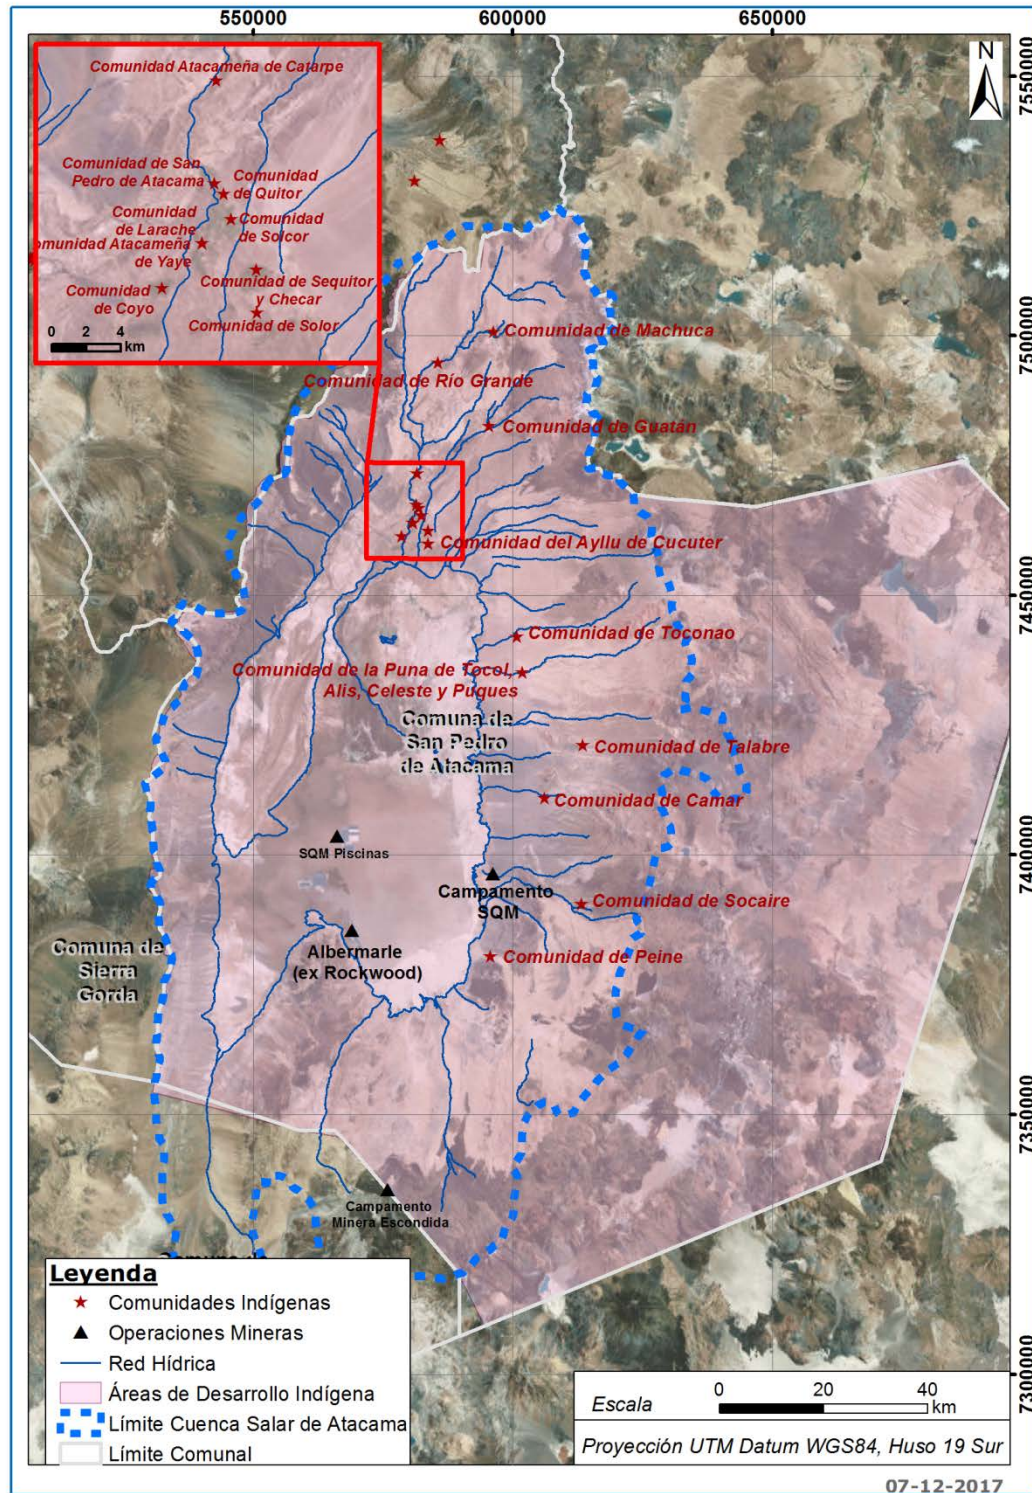 550000
600000
650000
N
7550000
Comunidad Atacameña de Catarpe
Comunidad de San
Pedro de Atacama
Comunidad
de Quitor
Comunidad
de Larache
Comunidad
de Solcor
omunidad Atacameña
de Yaye
Comunidad
de Coyo
Comunidad de Sequitor
y Checar
Comunidad de Solor
0 2 4
km
Comunidad de Machuca
7500000
Comunidad de Río Grande
Comunidad de Guatán
Comunidad del Ayllu de Cucuter
7450000
Comunidad de Toconao
Comunidad de la Puna de Tocol,
Alis, Celeste y Puques
Comuna de
San Pedro
de Atacama
Comunidad de Talabre
Comunidad de Camar
SQM Piscinas
7400000
Campamento
SQM
Comunidad de Socaire
Albermarle
(ex Rockwood)
Comuna de
Sierra
Gorda
Comunidad de Peine
7350000
Campamento
Minera Escondida
Comuna de
Leyenda
Comunidades Indígenas
Operaciones Mineras
Red Hídrica
Áreas de Desarrollo Indígena
Límite Cuenca Salar de Atacama
Límite Comunal
7300000
Escala
0 20 40
km
Proyección UTM Datum WGS84, Huso 19 Sur
07-12-2017